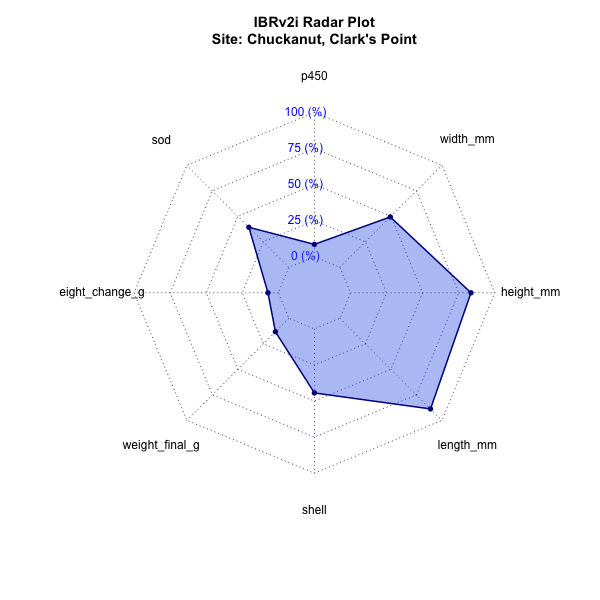 IBRv2i Radar Plot
Site: Chuckanut, Clark's Point
p450
100 (%)
sod
width_mm
75 (%)
50 (%)
25 (%)
0 (%)
eight_change_g
height_mm
weight_final_g
length_mm
shell